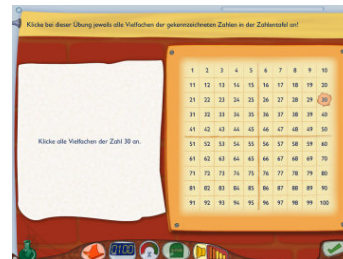 Klicke bei dieser Übung jeweils alle Vielfachen der gekennzeichneten Zahlen in der Zahlentafel an!
Klicke alle Vielfachen der Zahl 30 an.
1 2 3 4 5 6 7 8 9 10
11 12 13 14 15 16 17 18 19 20
21 22 23 24 25 26 27 28 29 30
31 32 33 34 35 36 37 38 39 40
41 42 43 44 45 46 47 48 49 50
51 52 53 54 55 56 57 58 59 60
61 62 63 64 65 66 67 68 69 70
71 72 73 74 75 76 77 78 79 80
81 82 83 84 85 86 87 88 89 90
91 92 93 94 95 96 97 98 99 100